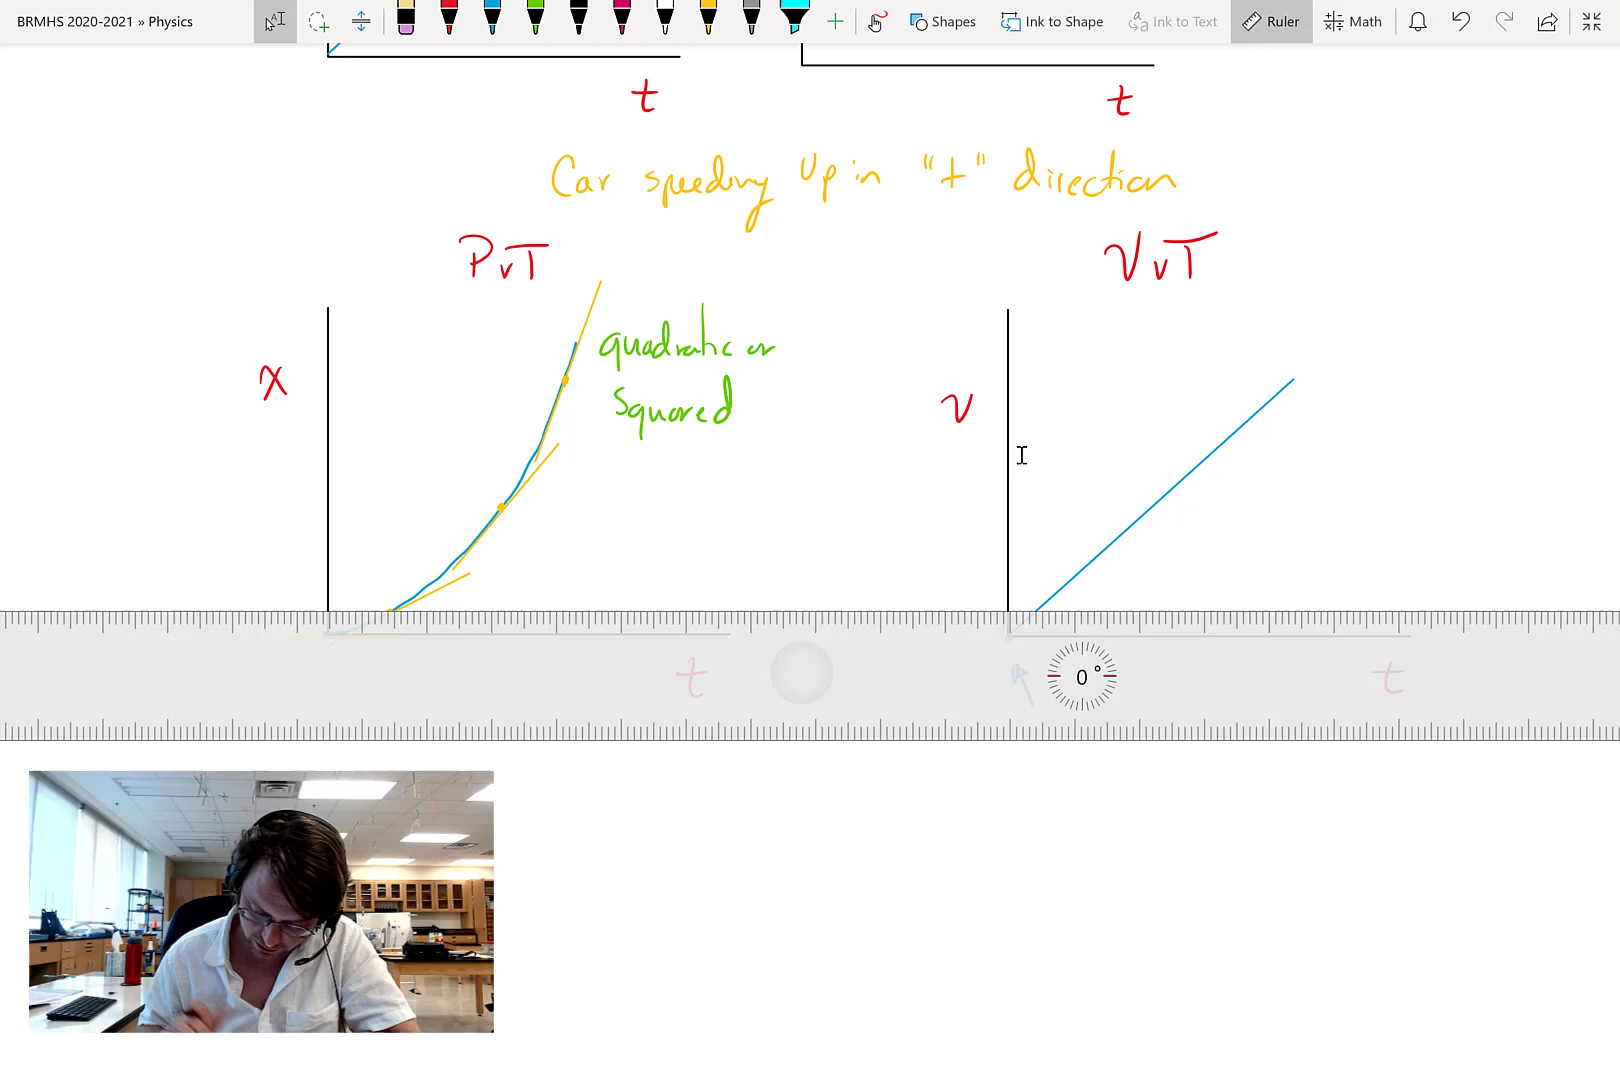 BRMHS 2020-2021 » Physics
Shapes
Ink to Shape
Ink to Text
Ruler
Math
t
t
Car speeding up in "+" direction
PvT
VvT
quadratic or
squared
x
v
t
t
0°